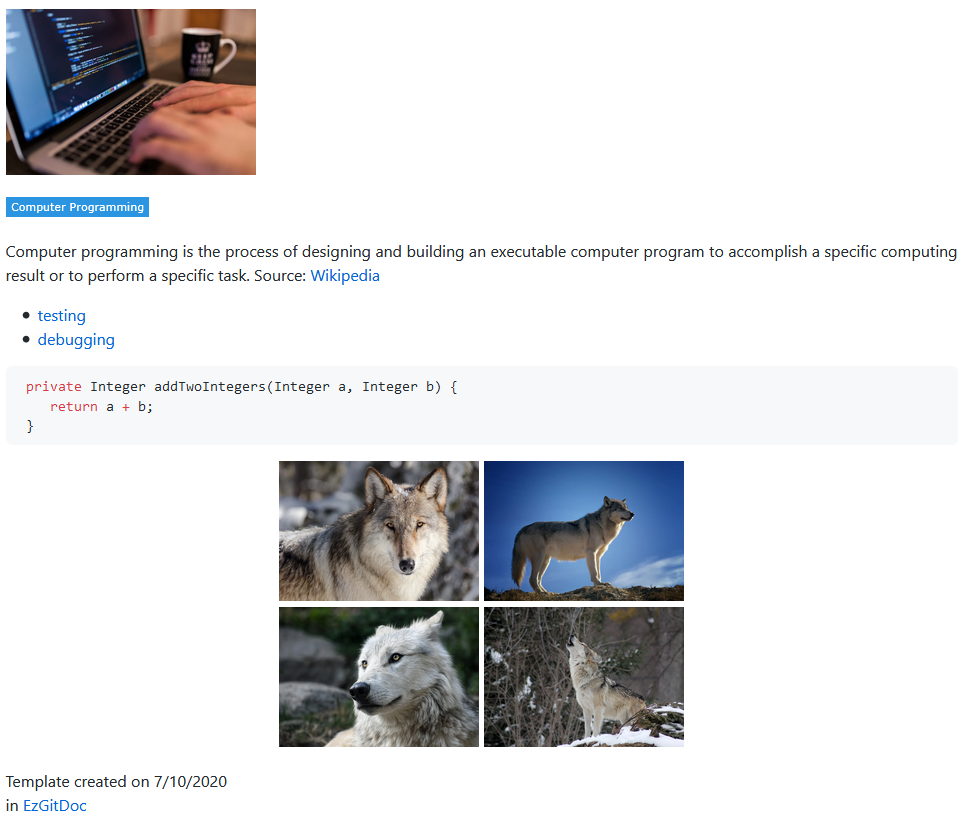 Computer Programming
Computer programming is the process of designing and building an executable computer program to accomplish a specific computing
result or to perform a specific task. Source: Wikipedia
testing
debugging
private Integer addTwoIntegers(Integer a, Integer b) {
return a + b;
}
Template created on 7/10/2020
in EzGitDoc